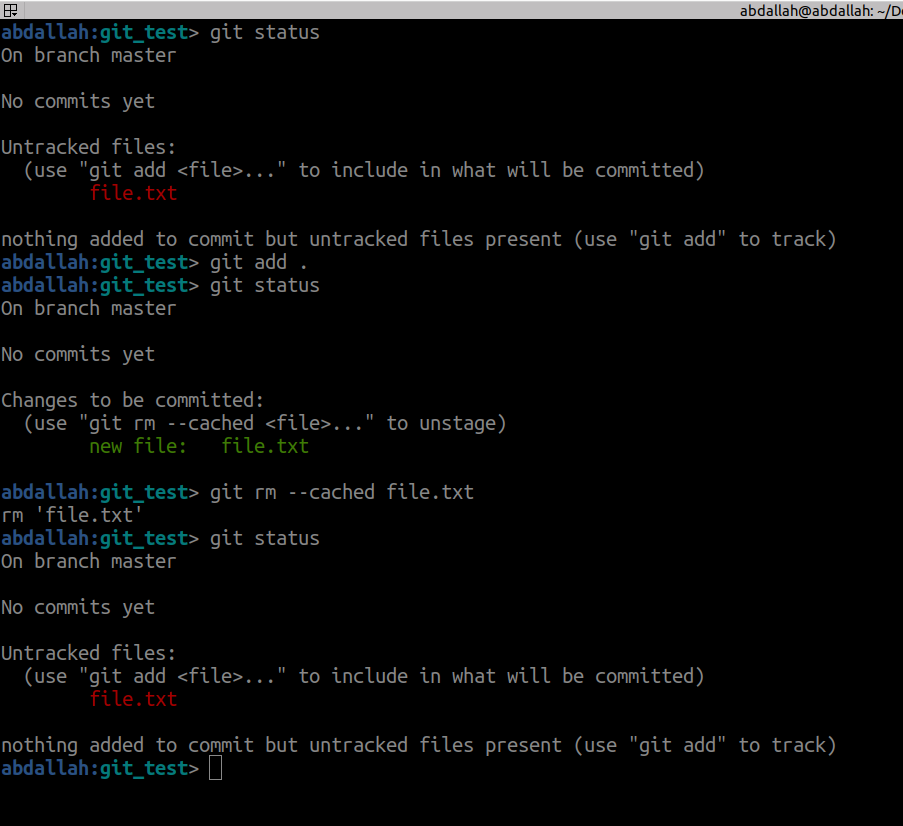 abdallah@abdallah: ~/D
abdallah:git_test> git status
On branch master
No commits yet
Untracked files:
(use "git add <file>..." to include in what will be committed)
file.txt
nothing added to commit but untracked files present (use "git add" to track)
abdallah:git_test> git add .
abdallah:git_test> git status
On branch master
No commits yet
Changes to be committed:
(use "git rm --cached <file>..." to unstage)
new file:   file.txt
abdallah:git_test> git rm --cached file.txt
rm 'file.txt'
abdallah:git_test> git status
On branch master
No commits yet
Untracked files:
(use "git add <file>..." to include in what will be committed)
file.txt
nothing added to commit but untracked files present (use "git add" to track)
abdallah:git_test>